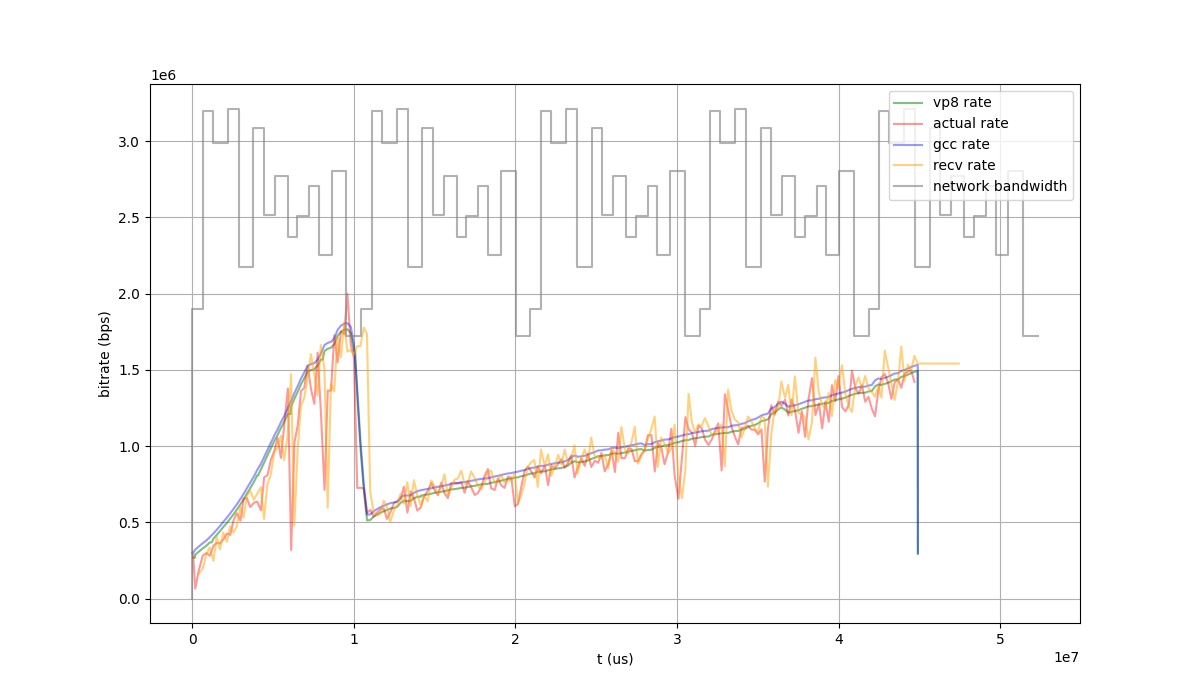 1e6
vp8 rate
actual rate
gcc rate
recv rate
network bandwidth
3.0
2.5
2.0
1.5
1.0
0.5
0.0
bitrate (bps)
0 1 2 3 4 5
t (us)
1e7